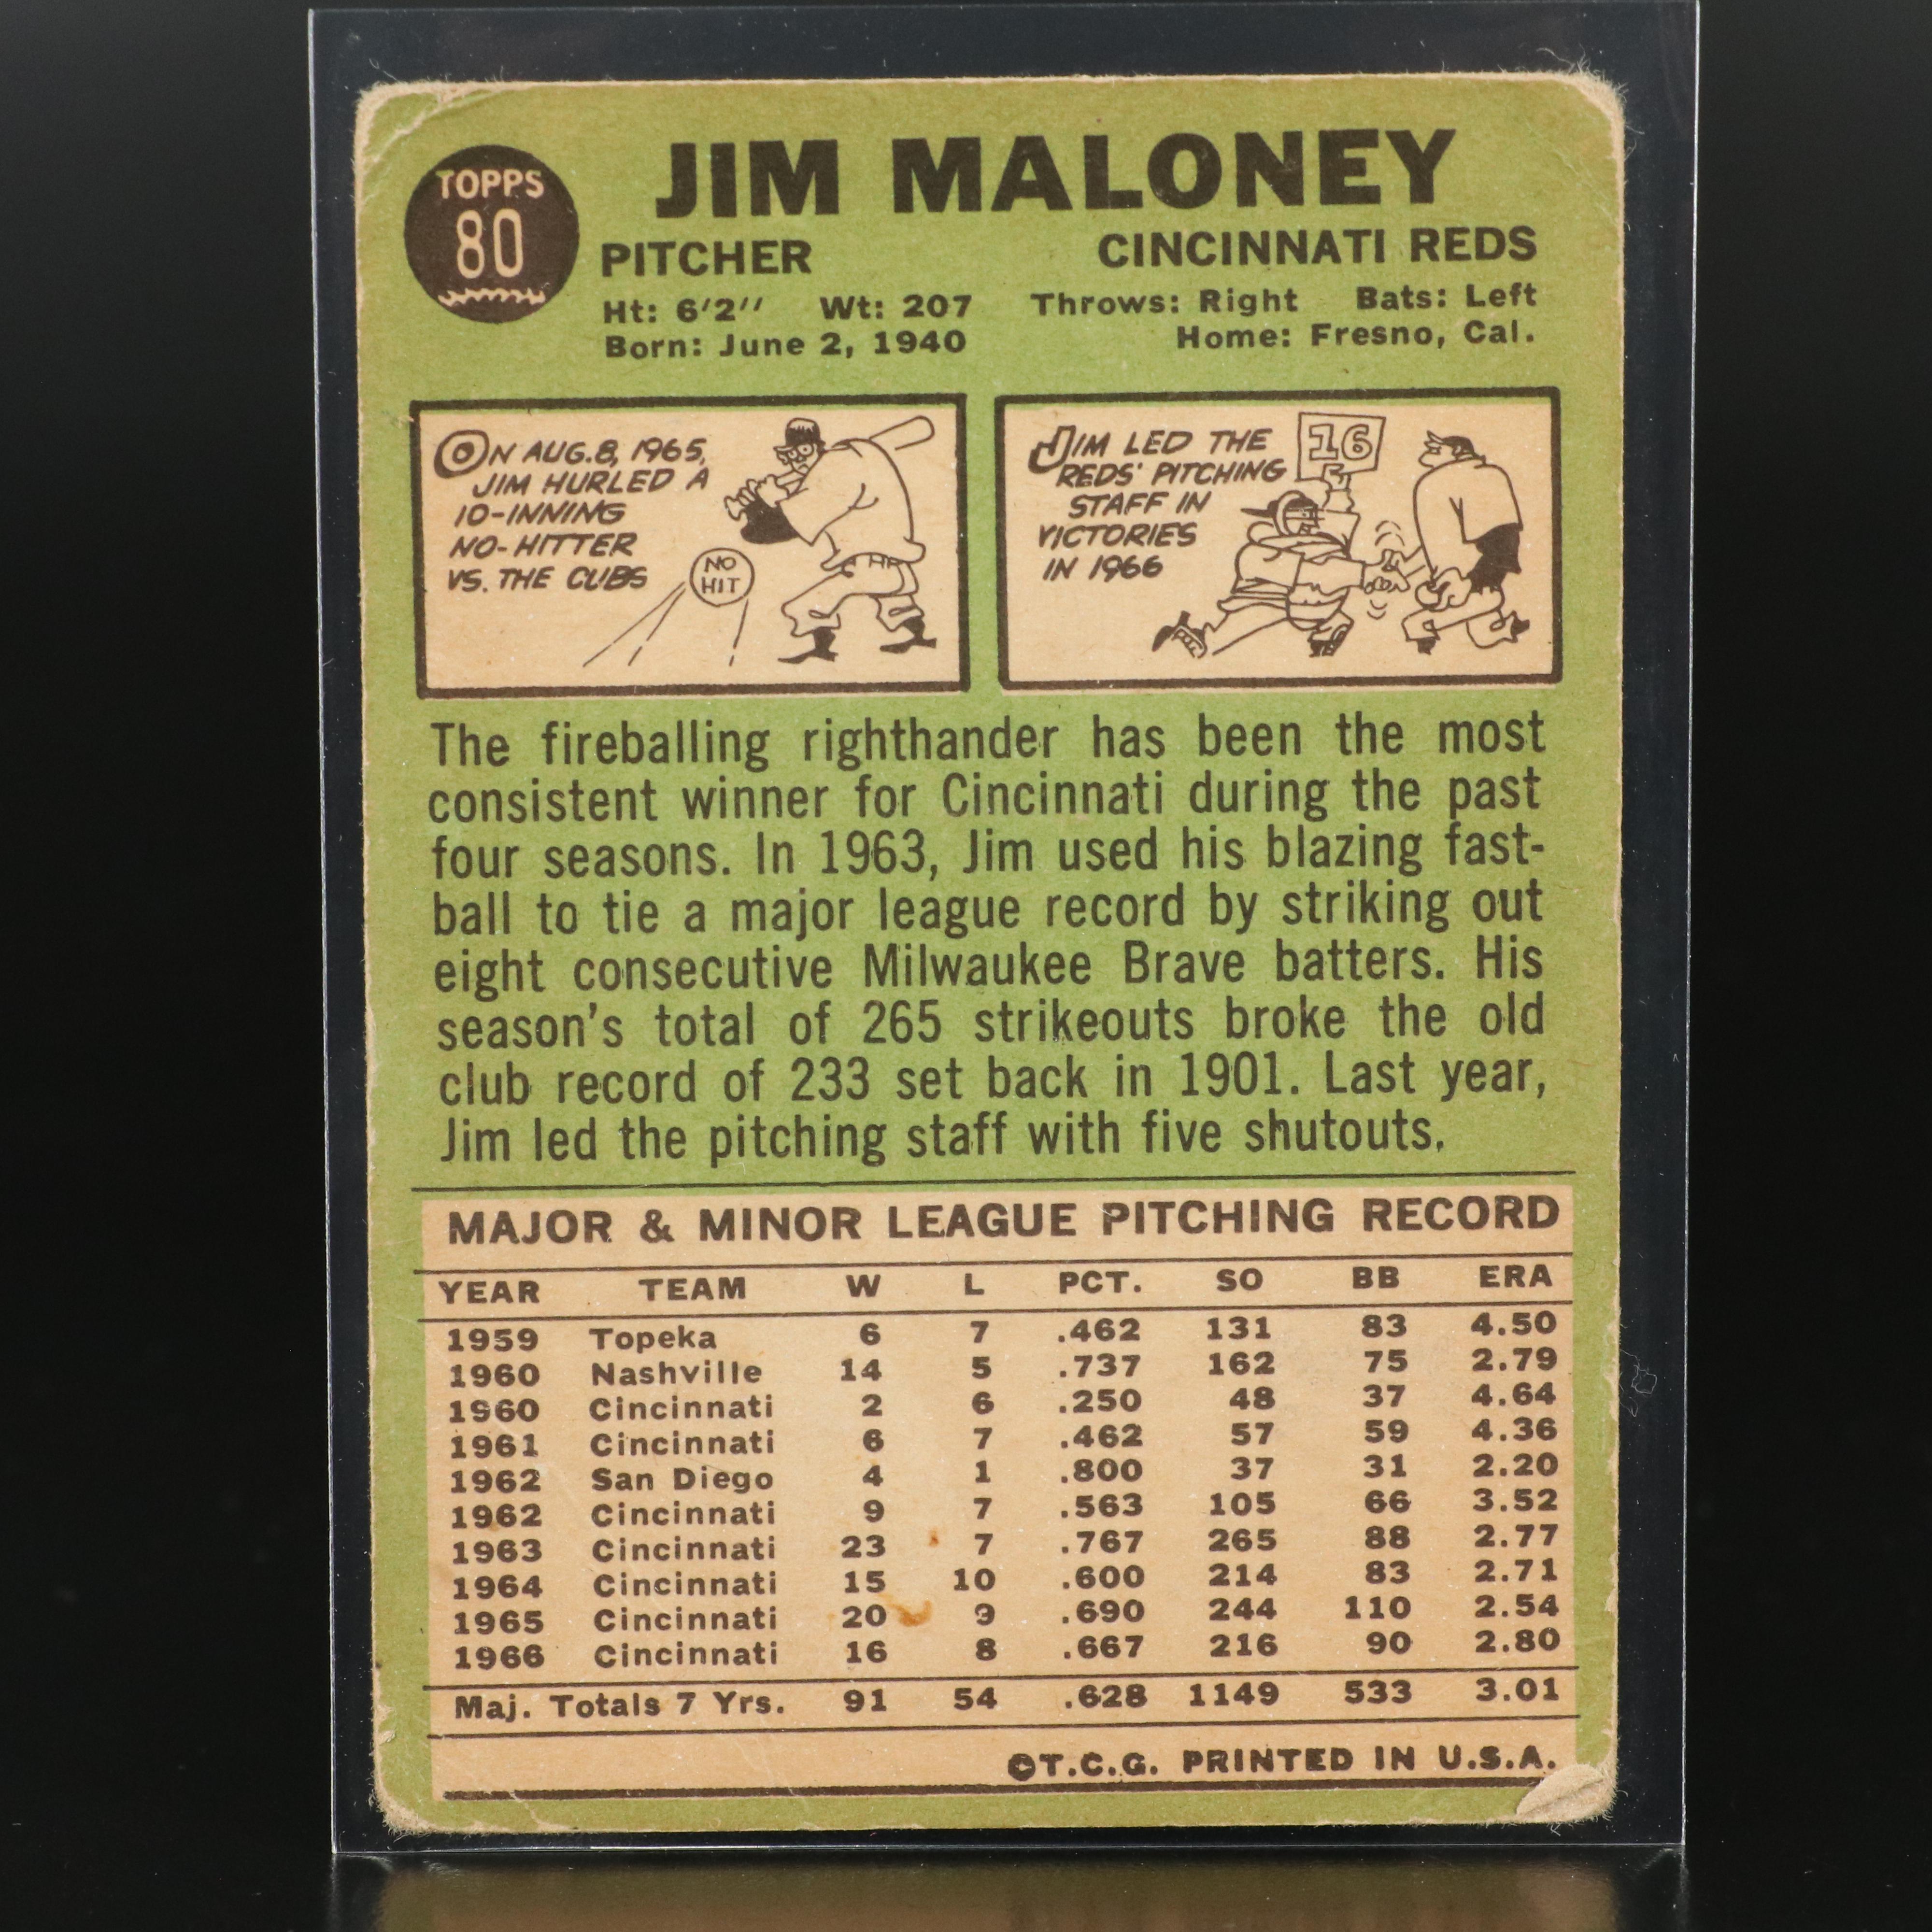 TOPPS
80
JIM MALONEY
PITCHER CINCINNATI REDS
Ht: 6'2'' Wt: 207 Throws: Right Bats: Left
Born: June 2, 1940 Home: Fresno, Cal.
ON AUG. 8, 1965,
JIM HURLED A
10-INNING
NO-HITTER
VS. THE CUBS
NO
HIT
JIM LED THE
REDS' PITCHING
STAFF IN
VICTORIES
IN 1966
16
The fireballing righthander has been the most
consistent winner for Cincinnati during the past
four seasons. In 1963, Jim used his blazing fast-
ball to tie a major league record by striking out
eight consecutive Milwaukee Brave batters. His
season's total of 265 strikeouts broke the old
club record of 233 set back in 1901. Last year,
Jim led the pitching staff with five shutouts.
MAJOR & MINOR LEAGUE PITCHING RECORD
YEAR TEAM W L PCT. SO BB ERA
1959 Topeka 6 7 .462 131 83 4.50
1960 Nashville 14 5 .737 162 75 2.79
1960 Cincinnati 2 6 .250 48 37 4.64
1961 Cincinnati 6 7 .462 57 59 4.36
1962 San Diego 4 1 .800 37 31 2.20
1962 Cincinnati 9 7 .563 105 66 3.52
1963 Cincinnati 23 7 .767 265 88 2.77
1964 Cincinnati 15 10 .600 214 83 2.71
1965 Cincinnati 20 9 .690 244 110 2.54
1966 Cincinnati 16 8 .667 216 90 2.80
Maj. Totals 7 Yrs. 91 54 .628 1149 533 3.01
©T.C.G. PRINTED IN U.S.A.